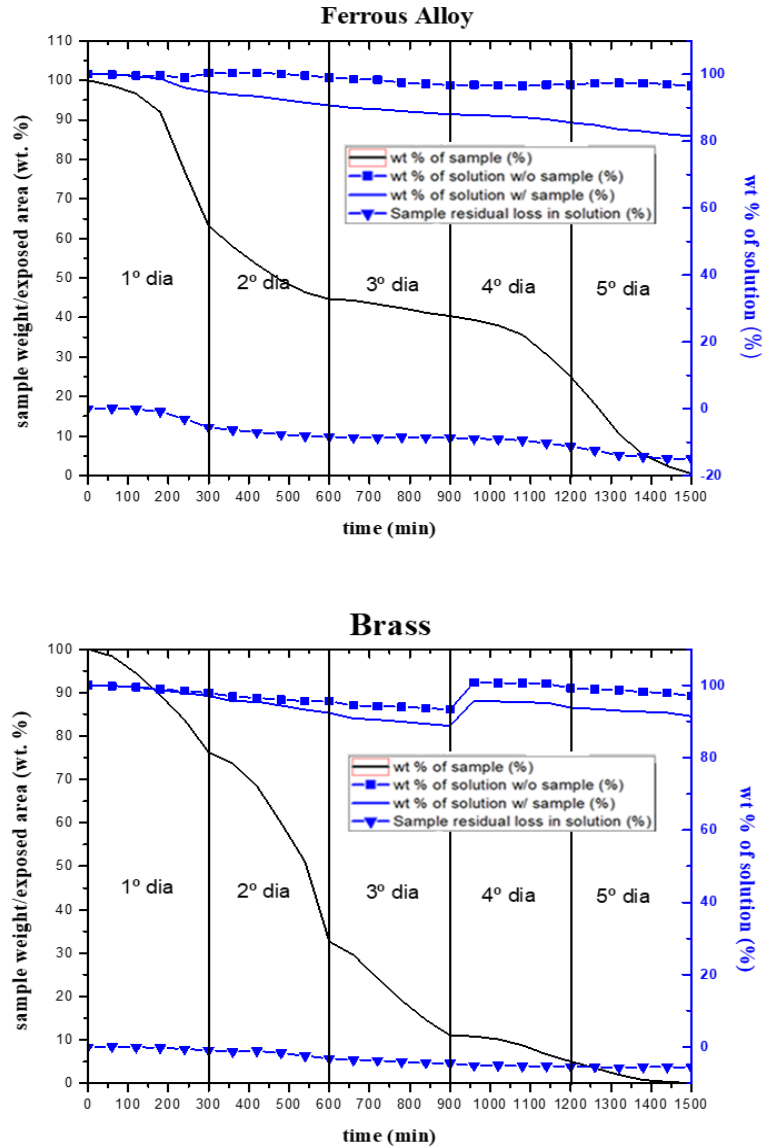 Ferrous Alloy
110
100
90
80
70
60
50
40
30
20
10
0
sample weight/exposed area (wt. %)
100
80
60
40
20
0
-20
wt % of solution (%)
wt % of sample (%)
wt % of solution w/o sample (%)
wt % of solution w/ sample (%)
Sample residual loss in solution (%)
1º dia
2º dia
3º dia
4º dia
5º dia
0 100 200 300 400 500 600 700 800 900 1000 1100 1200 1300 1400 1500
time (min)
Brass
100
90
80
70
60
50
40
30
20
10
0
sample weight/exposed area (wt. %)
100
80
60
40
20
0
wt % of solution (%)
wt % of sample (%)
wt % of solution w/o sample (%)
wt % of solution w/ sample (%)
Sample residual loss in solution (%)
1º dia
2º dia
3º dia
4º dia
5º dia
0 100 200 300 400 500 600 700 800 900 1000 1100 1200 1300 1400 1500
time (min)